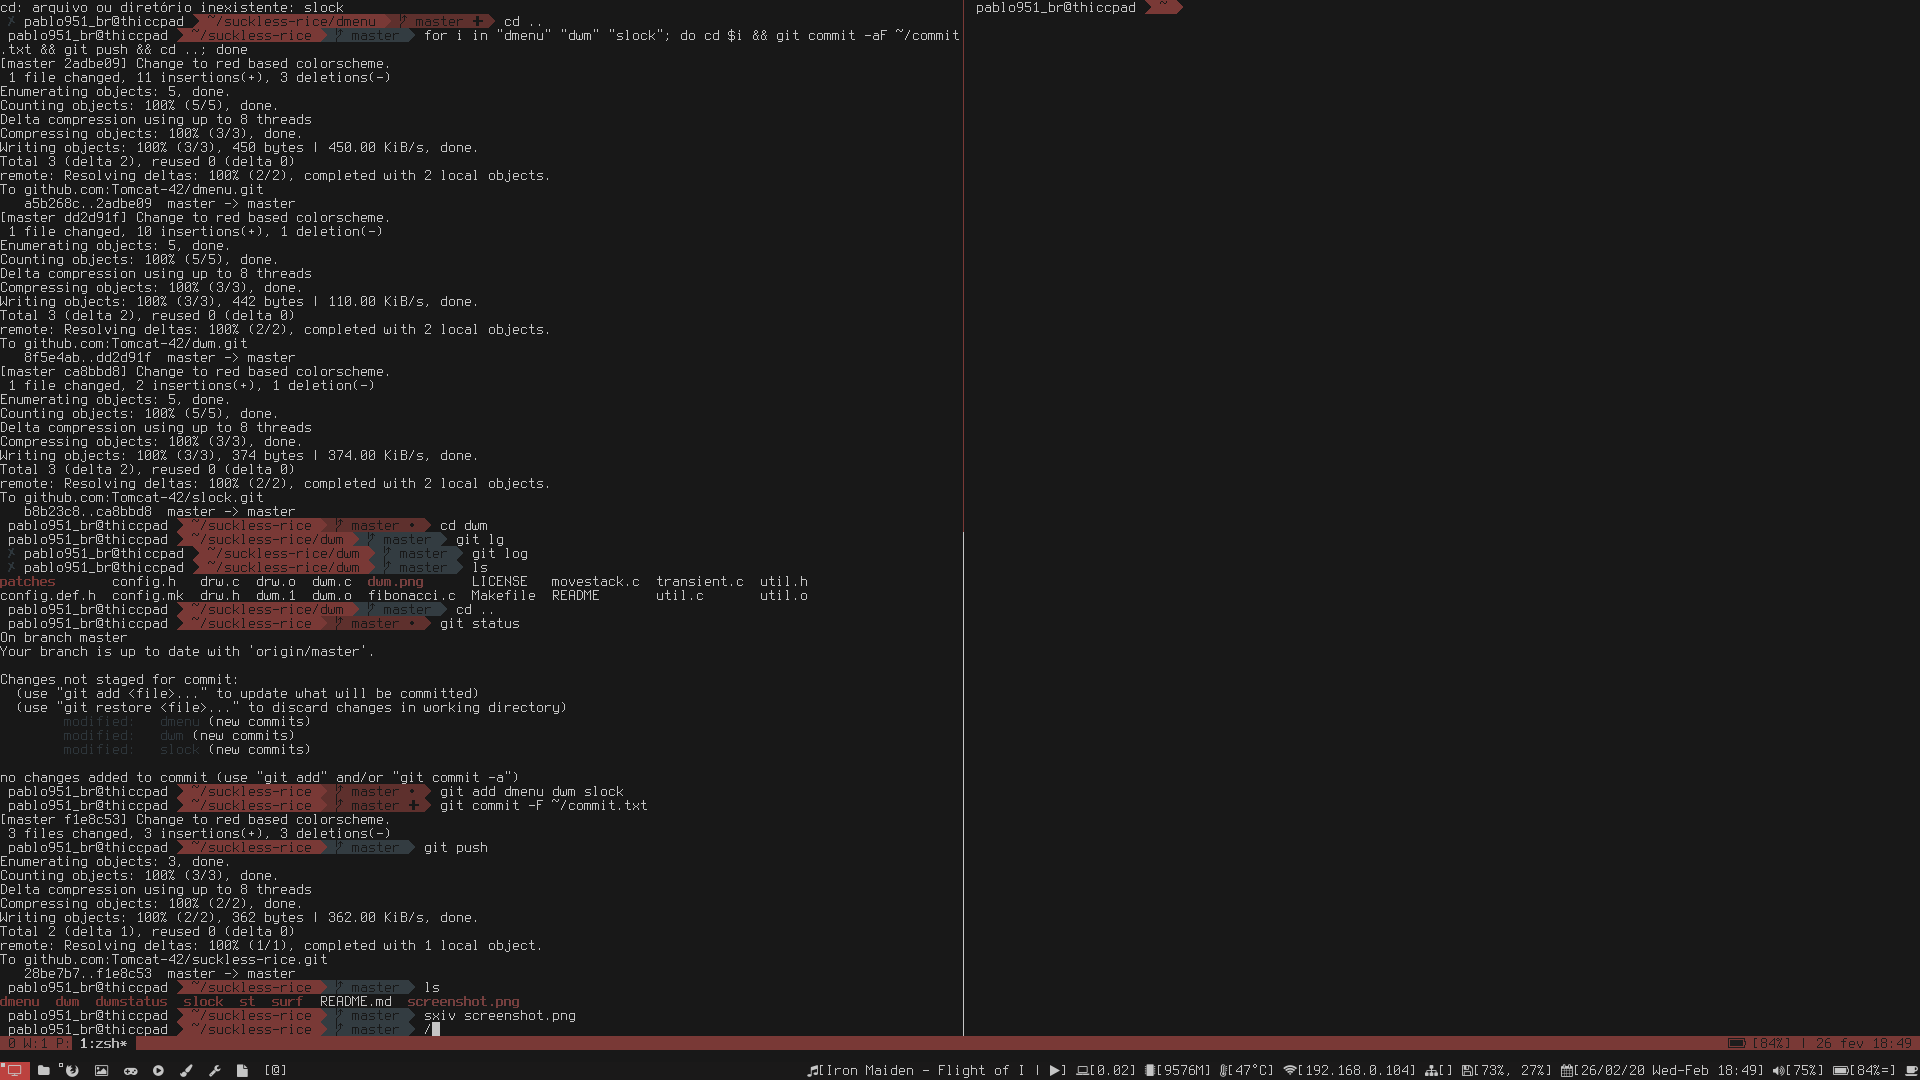 cd: arquivo ou diretório inexistente: slock
✗ pablo951_br@thiccpad ~/suckless-rice/dmenu master ✚ cd ..
pablo951_br@thiccpad ~/suckless-rice master for i in "dmenu" "dwm" "slock"; do cd $i && git commit -aF ~/commit
.txt && git push && cd ..; done
[master 2adbe09] Change to red based colorscheme.
1 file changed, 11 insertions(+), 3 deletions(-)
Enumerating objects: 5, done.
Counting objects: 100% (5/5), done.
Delta compression using up to 8 threads
Compressing objects: 100% (3/3), done.
Writing objects: 100% (3/3), 450 bytes | 450.00 KiB/s, done.
Total 3 (delta 2), reused 0 (delta 0)
remote: Resolving deltas: 100% (2/2), completed with 2 local objects.
To github.com:Tomcat-42/dmenu.git
a5b268c..2adbe09  master -> master
[master dd2d91f] Change to red based colorscheme.
1 file changed, 10 insertions(+), 1 deletion(-)
Enumerating objects: 5, done.
Counting objects: 100% (5/5), done.
Delta compression using up to 8 threads
Compressing objects: 100% (3/3), done.
Writing objects: 100% (3/3), 442 bytes | 110.00 KiB/s, done.
Total 3 (delta 2), reused 0 (delta 0)
remote: Resolving deltas: 100% (2/2), completed with 2 local objects.
To github.com:Tomcat-42/dwm.git
8f5e4ab..dd2d91f  master -> master
[master ca8bbd8] Change to red based colorscheme.
1 file changed, 2 insertions(+), 1 deletion(-)
Enumerating objects: 5, done.
Counting objects: 100% (5/5), done.
Delta compression using up to 8 threads
Compressing objects: 100% (3/3), done.
Writing objects: 100% (3/3), 374 bytes | 374.00 KiB/s, done.
Total 3 (delta 2), reused 0 (delta 0)
remote: Resolving deltas: 100% (2/2), completed with 2 local objects.
To github.com:Tomcat-42/slock.git
b8b23c8..ca8bbd8  master -> master
pablo951_br@thiccpad ~/suckless-rice master • cd dwm
pablo951_br@thiccpad ~/suckless-rice/dwm master git lg
✗ pablo951_br@thiccpad ~/suckless-rice/dwm master git log
✗ pablo951_br@thiccpad ~/suckless-rice/dwm master ls
patches config.h drw.c drw.o dwm.c dwm.png LICENSE movestack.c transient.c util.h
config.def.h config.mk drw.h dwm.1 dwm.o fibonacci.c Makefile README util.c util.o
pablo951_br@thiccpad ~/suckless-rice/dwm master cd ..
pablo951_br@thiccpad ~/suckless-rice master • git status
On branch master
Your branch is up to date with 'origin/master'.
Changes not staged for commit:
(use "git add <file>..." to update what will be committed)
(use "git restore <file>..." to discard changes in working directory)
modified: dmenu (new commits)
modified: dwm (new commits)
modified: slock (new commits)
no changes added to commit (use "git add" and/or "git commit -a")
pablo951_br@thiccpad ~/suckless-rice master • git add dmenu dwm slock
pablo951_br@thiccpad ~/suckless-rice master ✚ git commit -F ~/commit.txt
[master f1e8c53] Change to red based colorscheme.
3 files changed, 3 insertions(+), 3 deletions(-)
pablo951_br@thiccpad ~/suckless-rice master git push
Enumerating objects: 3, done.
Counting objects: 100% (3/3), done.
Delta compression using up to 8 threads
Compressing objects: 100% (2/2), done.
Writing objects: 100% (2/2), 362 bytes | 362.00 KiB/s, done.
Total 2 (delta 1), reused 0 (delta 0)
remote: Resolving deltas: 100% (1/1), completed with 1 local object.
To github.com:Tomcat-42/suckless-rice.git
28be7b7..f1e8c53  master -> master
pablo951_br@thiccpad ~/suckless-rice master ls
dmenu dwm dwmstatus slock st surf README.md screenshot.png
pablo951_br@thiccpad ~/suckless-rice master sxiv screenshot.png
pablo951_br@thiccpad ~/suckless-rice master /
pablo951_br@thiccpad ~
0 W:1 P: 1:zsh* [84%] | 26 fev 18:49
[@] [Iron Maiden - Flight of I | ▶] [0.02] [9576M] [47°C] [192.168.0.104] [] [73%, 27%] [26/02/20 Wed-Feb 18:49] [75%] [84%=]